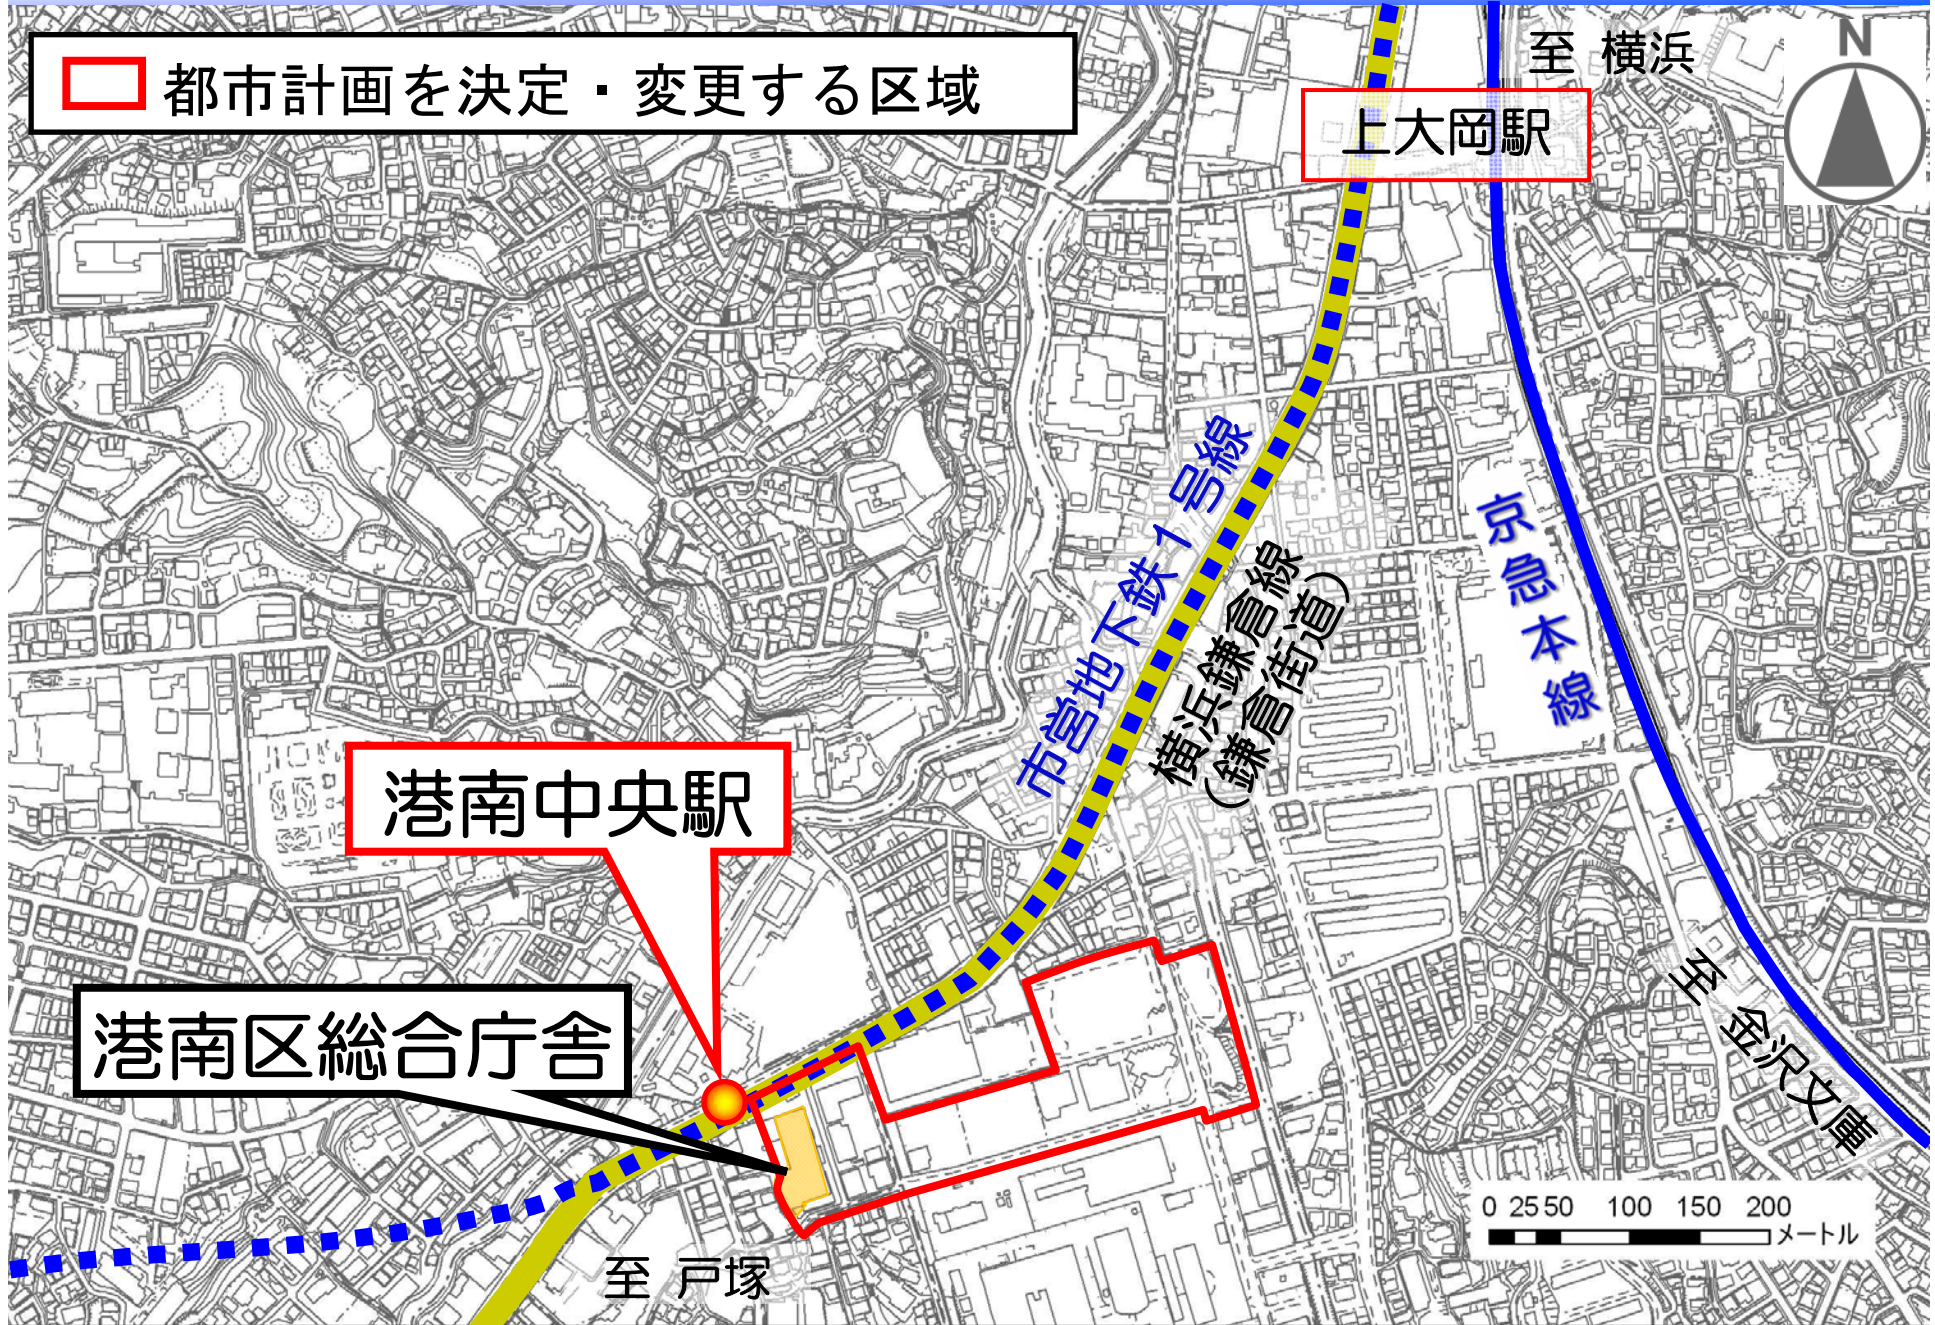 都市計画を決定・変更する区域
至 横浜
N
上大岡駅
市営地下鉄1号線
横浜鎌倉線
(鎌倉街道)
京急本線
港南中央駅
港南区総合庁舎
至 金沢文庫
至 戸塚
0 25 50 100 150 200
メートル